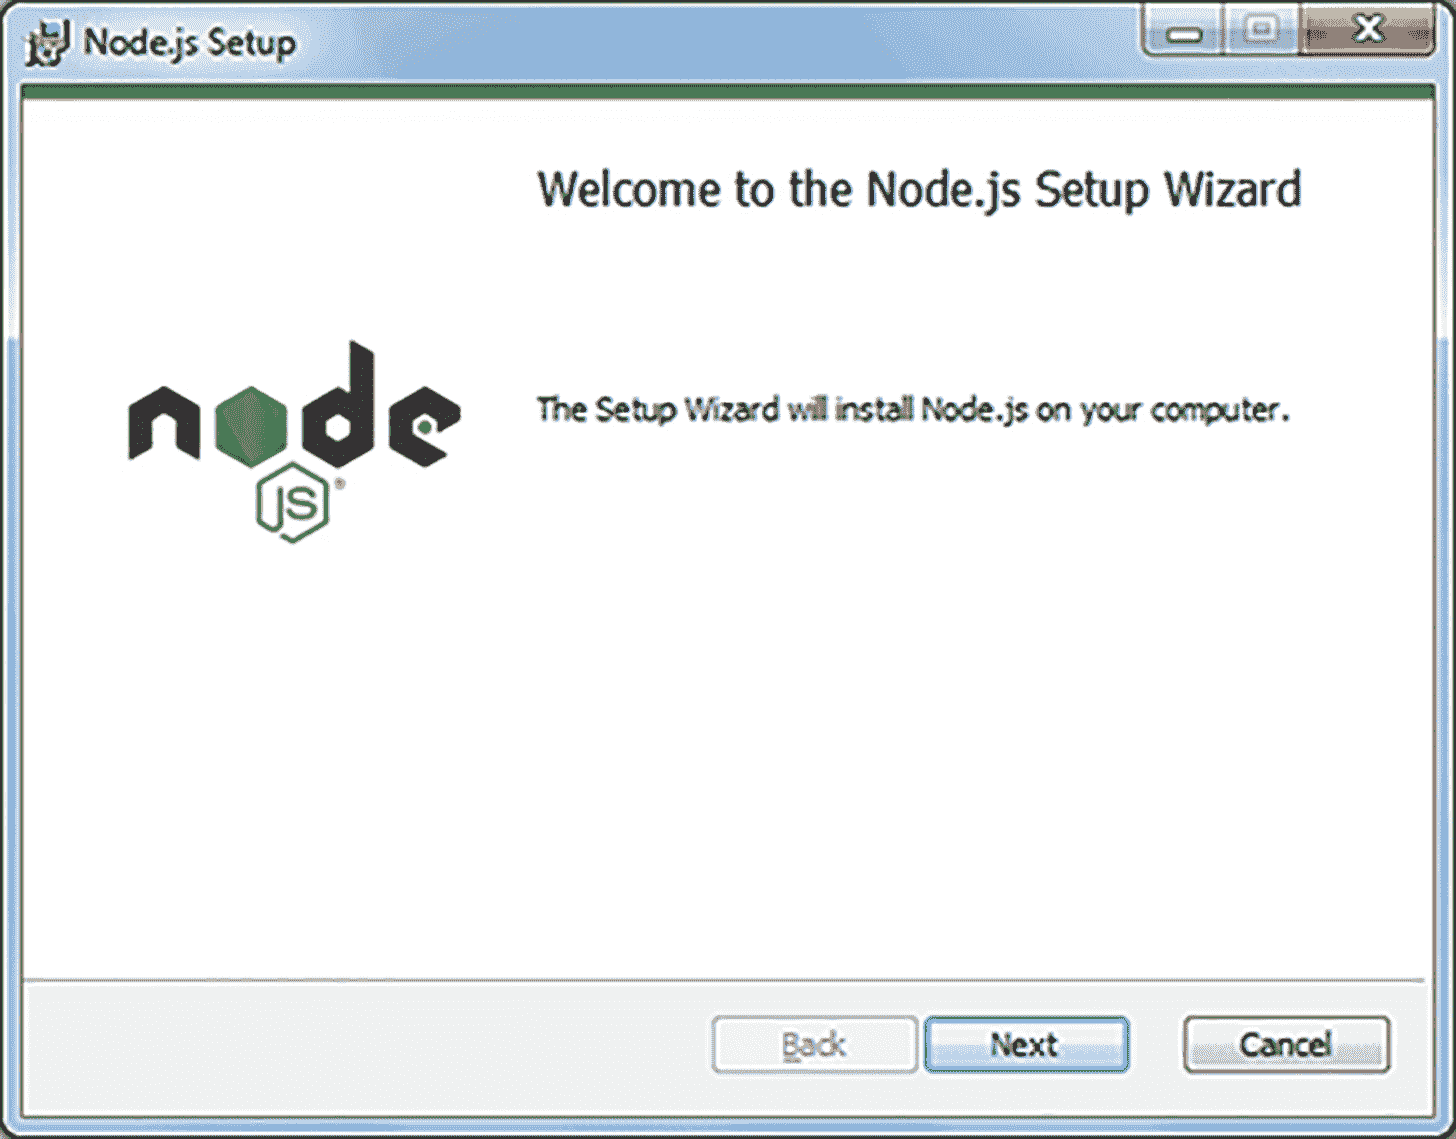 Node.js Setup
Welcome to the Node.js Setup Wizard
The Setup Wizard will install Node.js on your computer.
node
JS®
Back
Next
Cancel